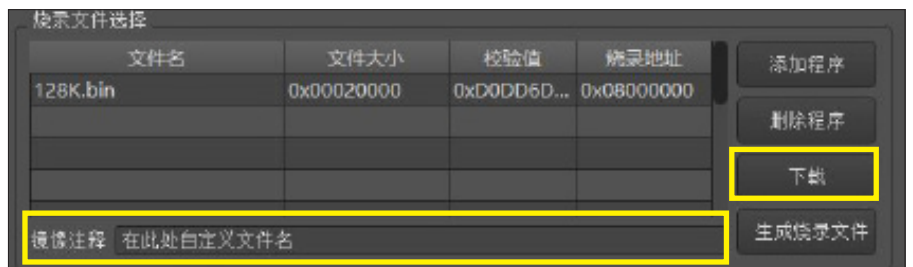 烧录文件选择
文件名 文件大小 校验值 烧录地址
128K.bin 0x00020000 0xD0DD6D... 0x08000000
添加程序
删除程序
下载
生成烧录文件
镜像注释 在此处自定义文件名